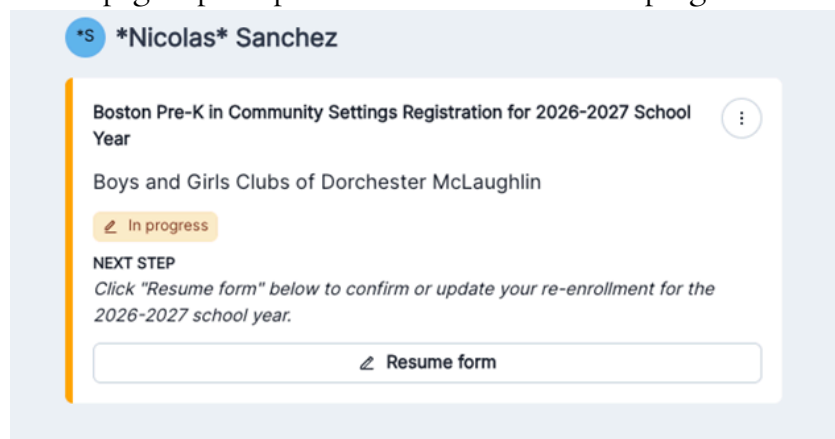 *S *Nicolas* Sanchez
Boston Pre-K in Community Settings Registration for 2026-2027 School
Year
Boys and Girls Clubs of Dorchester McLaughlin
In progress
NEXT STEP
Click "Resume form" below to confirm or update your re-enrollment for the
2026-2027 school year.
Resume form